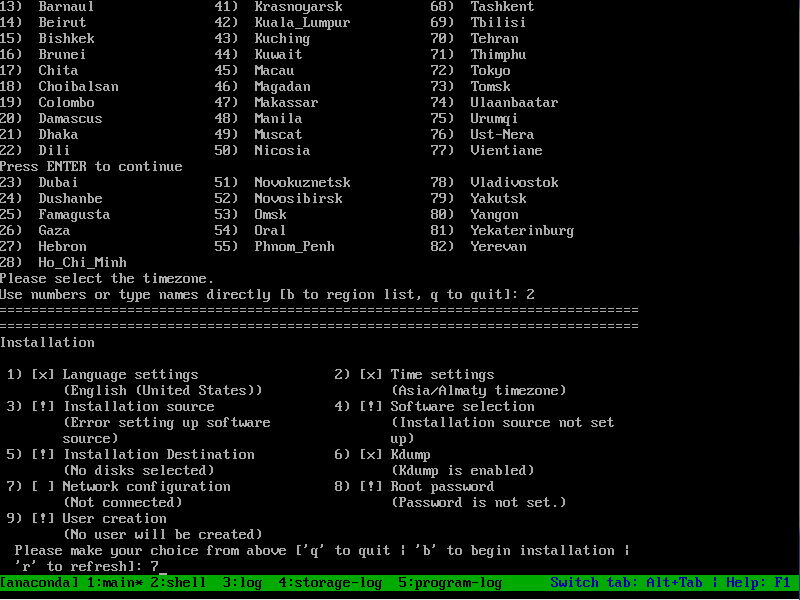 13)  Barnaul               41)  Krasnoyarsk           68)  Tashkent
14)  Beirut                42)  Kuala_Lumpur          69)  Tbilisi
15)  Bishkek               43)  Kuching               70)  Tehran
16)  Brunei                44)  Kuwait                71)  Thimphu
17)  Chita                 45)  Macau                 72)  Tokyo
18)  Choibalsan            46)  Magadan               73)  Tomsk
19)  Colombo               47)  Makassar              74)  Ulaanbaatar
20)  Damascus              48)  Manila                75)  Urumqi
21)  Dhaka                 49)  Muscat                76)  Ust-Nera
22)  Dili                  50)  Nicosia               77)  Vientiane
Press ENTER to continue
23)  Dubai                 51)  Novokuznetsk          78)  Vladivostok
24)  Dushanbe              52)  Novosibirsk           79)  Yakutsk
25)  Famagusta             53)  Omsk                  80)  Yangon
26)  Gaza                  54)  Oral                  81)  Yekaterinburg
27)  Hebron                55)  Phnom_Penh            82)  Yerevan
28)  Ho_Chi_Minh
Please select the timezone.
Use numbers or type names directly [b to region list, q to quit]: 2
================================================================================
================================================================================
Installation

 1) [x] Language settings                 2) [x] Time settings
        (English (United States))                (Asia/Almaty timezone)
 3) [!] Installation source               4) [!] Software selection
        (Error setting up software               (Installation source not set
        source)                                  up)
 5) [!] Installation Destination          6) [x] Kdump
        (No disks selected)                      (Kdump is enabled)
 7) [ ] Network configuration             8) [!] Root password
        (Not connected)                          (Password is not set.)
 9) [!] User creation
        (No user will be created)
  Please make your choice from above ['q' to quit | 'b' to begin installation |
  'r' to refresh]: 7_
[anaconda] 1:main* 2:shell  3:log  4:storage-log  5:program-log      Switch tab: Alt+Tab | Help: F1